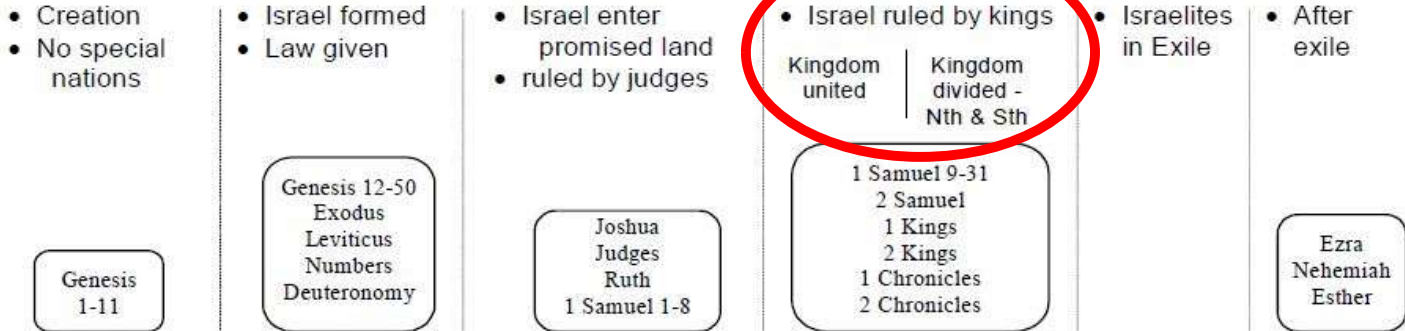 • Creation
• No special
nations
Genesis
1-11
• Israel formed
• Law given
Genesis 12-50
Exodus
Leviticus
Numbers
Deuteronomy
• Israel enter
promised land
• ruled by judges
Joshua
Judges
Ruth
1 Samuel 1-8
• Israel ruled by kings
Kingdom
united
Kingdom
divided -
Nth & Sth
1 Samuel 9-31
2 Samuel
1 Kings
2 Kings
1 Chronicles
2 Chronicles
• Israelites
in Exile
• After
exile
Ezra
Nehemiah
Esther